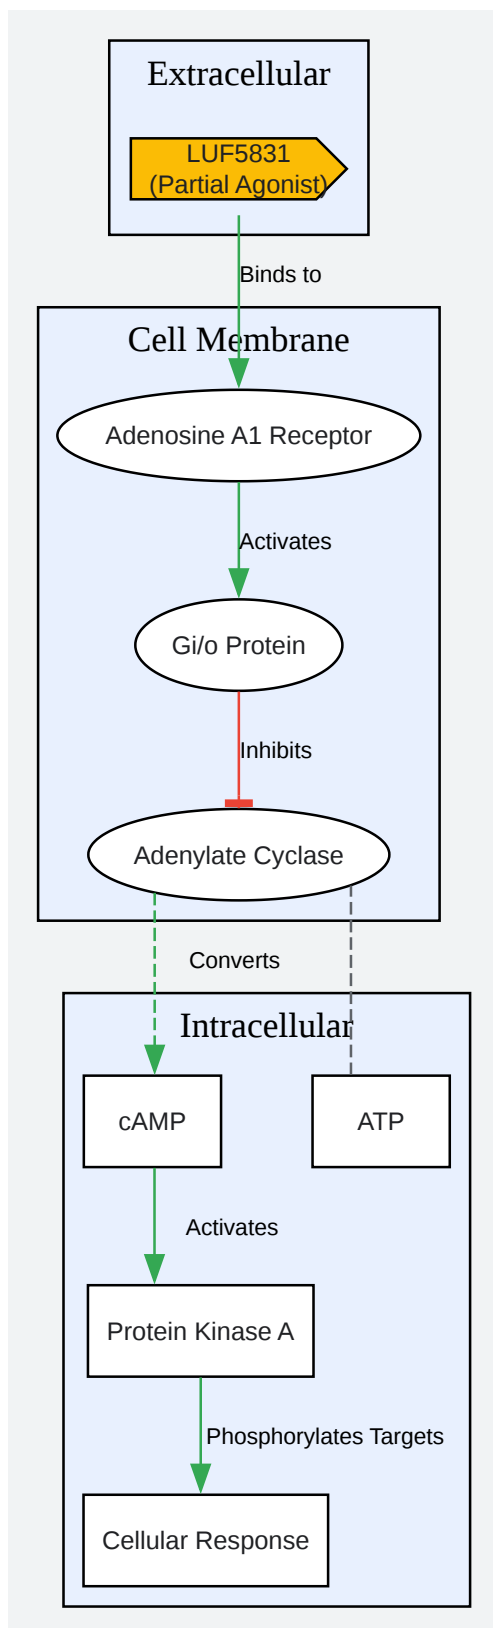 Extracellular
LUF5831
(Partial Agonist)
Binds to
Cell Membrane
Adenosine A1 Receptor
Activates
Gi/o Protein
Inhibits
Adenylate Cyclase
Converts
Intracellular
cAMP
ATP
Activates
Protein Kinase A
Phosphorylates Targets
Cellular Response